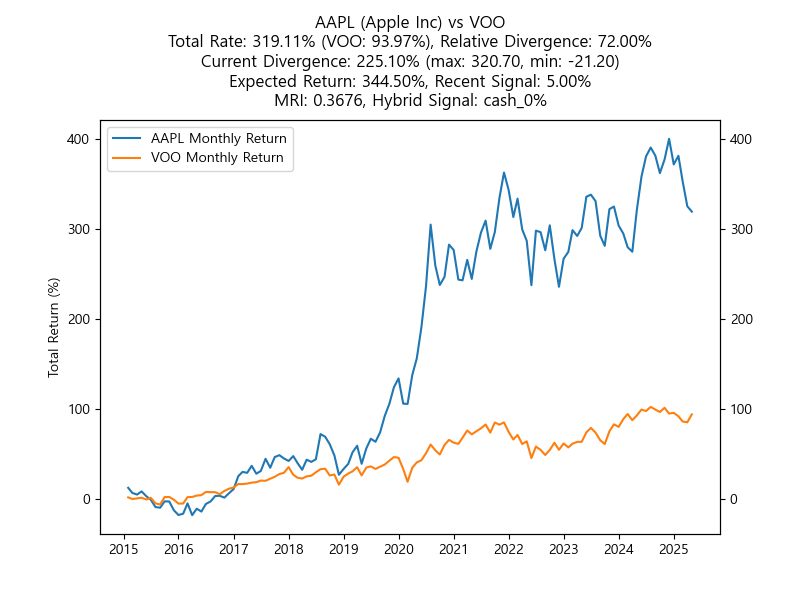 AAPL (Apple Inc) vs VOO
Total Rate: 319.11% (VOO: 93.97%), Relative Divergence: 72.00%
Current Divergence: 225.10% (max: 320.70, min: -21.20)
Expected Return: 344.50%, Recent Signal: 5.00%
MRI: 0.3676, Hybrid Signal: cash_0%
AAPL Monthly Return
VOO Monthly Return
Total Return (%)
400
300
200
100
0
400
300
200
100
0
2015 2016 2017 2018 2019 2020 2021 2022 2023 2024 2025